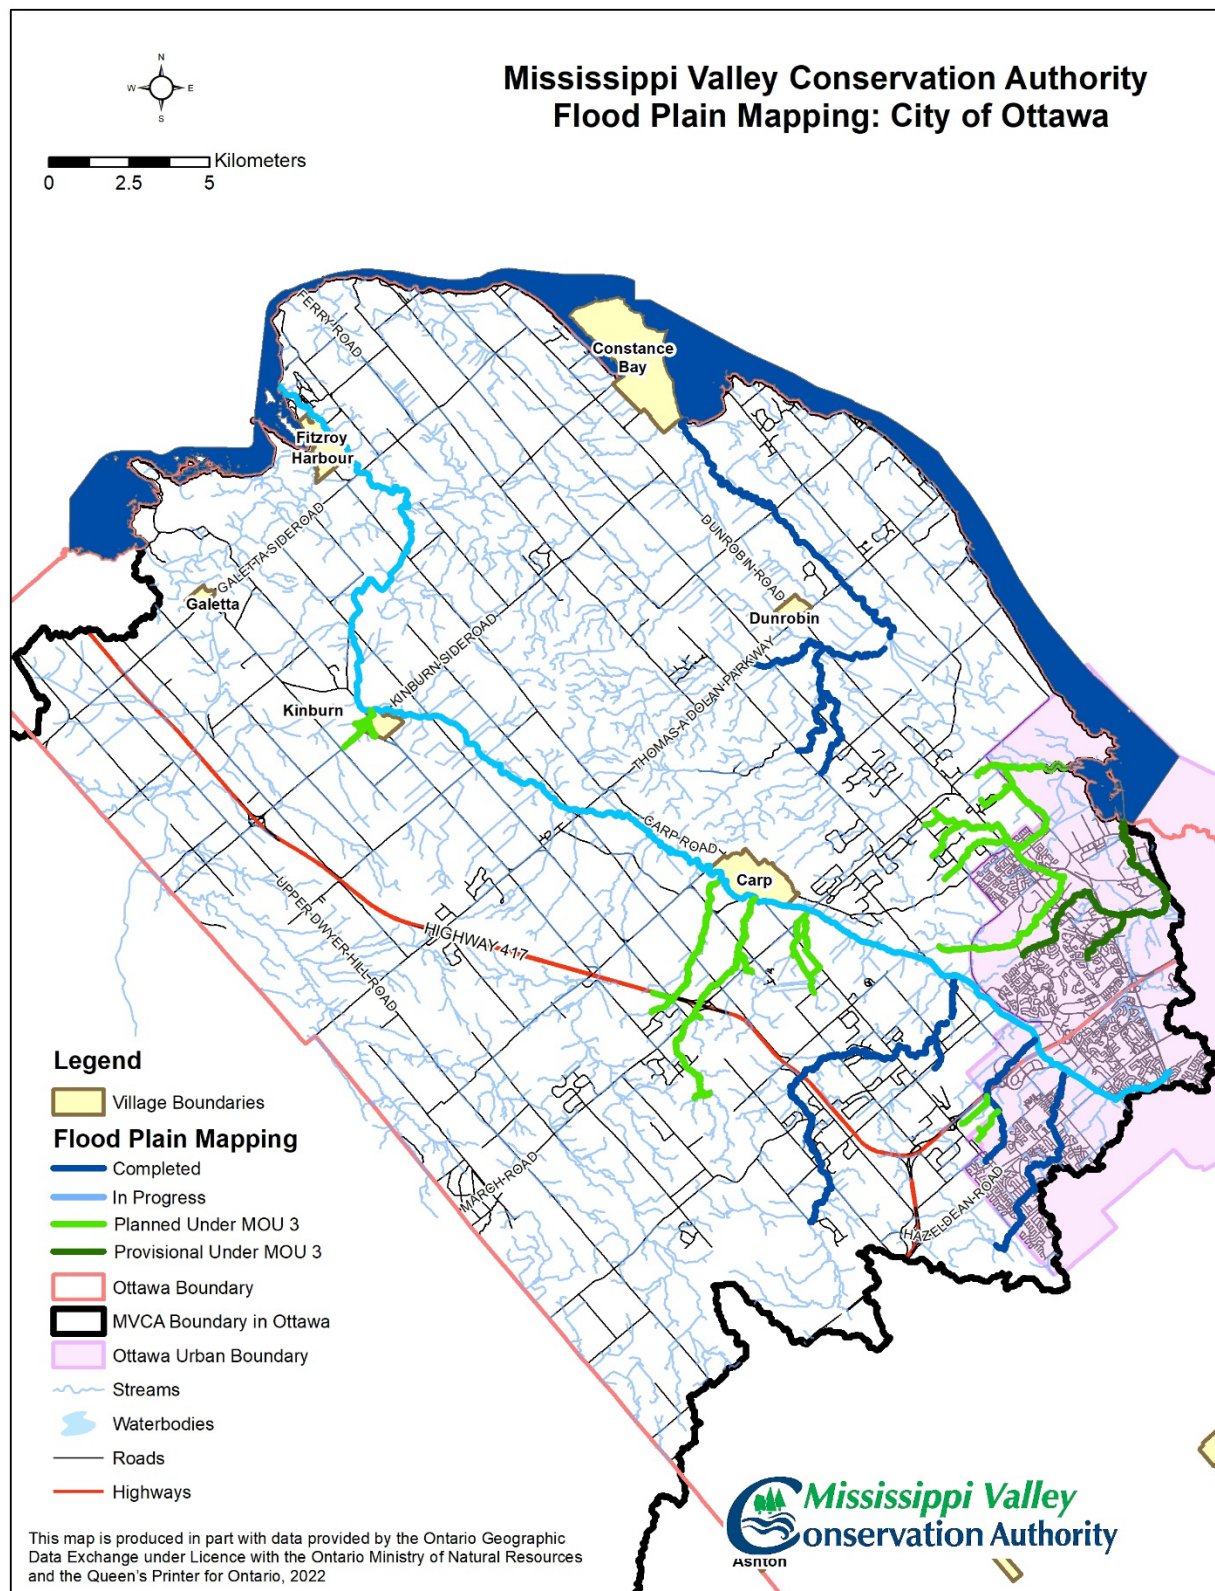 Mississippi Valley Conservation Authority
Flood Plain Mapping: City of Ottawa
N
W
E
S
Kilometers
0 2.5 5
FERRY-ROAD
Constance
Bay
Fitzroy
Harbour
GALETTA-SIDEROAD
DUNROBIN-ROAD
Galetta
Dunrobin
KINBURN-SIDEROAD
THOMAS-A-DOLAN-PARKWAY
Kinburn
CARP-ROAD
Carp
UPPER-DWYER-HILL-ROAD
HIGHWAY 417
MARCH-ROAD
HAZELDEAN-ROAD
Legend
Village Boundaries
Flood Plain Mapping
Completed
In Progress
Planned Under MOU 3
Provisional Under MOU 3
Ottawa Boundary
MVCA Boundary in Ottawa
Ottawa Urban Boundary
Streams
Waterbodies
Roads
Highways
This map is produced in part with data provided by the Ontario Geographic
Data Exchange under Licence with the Ontario Ministry of Natural Resources
and the Queen's Printer for Ontario, 2022
Mississippi Valley
Conservation Authority
Ashton